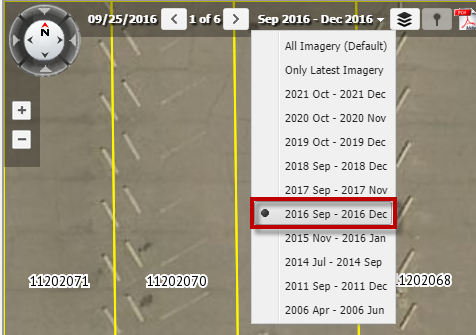 09/25/2016 < 1 of 6 > Sep 2016 - Dec 2016
N
All Imagery (Default)
Only Latest Imagery
2021 Oct - 2021 Dec
2020 Oct - 2020 Nov
2019 Oct - 2019 Dec
2018 Sep - 2018 Dec
2017 Sep - 2017 Nov
2016 Sep - 2016 Dec
2015 Nov - 2016 Jan
2014 Jul - 2014 Sep
2011 Sep - 2011 Dec
2006 Apr - 2006 Jun
11202071 11202070 11202068